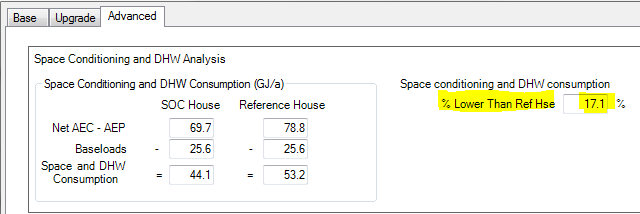 Base Upgrade Advanced
Space Conditioning and DHW Analysis
Space Conditioning and DHW Consumption (GJ/a)
SOC House Reference House
Net AEC - AEP 69.7 78.8
Baseloads - 25.6 - 25.6
Space and DHW
Consumption = 44.1 = 53.2
Space conditioning and DHW consumption
% Lower Than Ref Hse 17.1 %